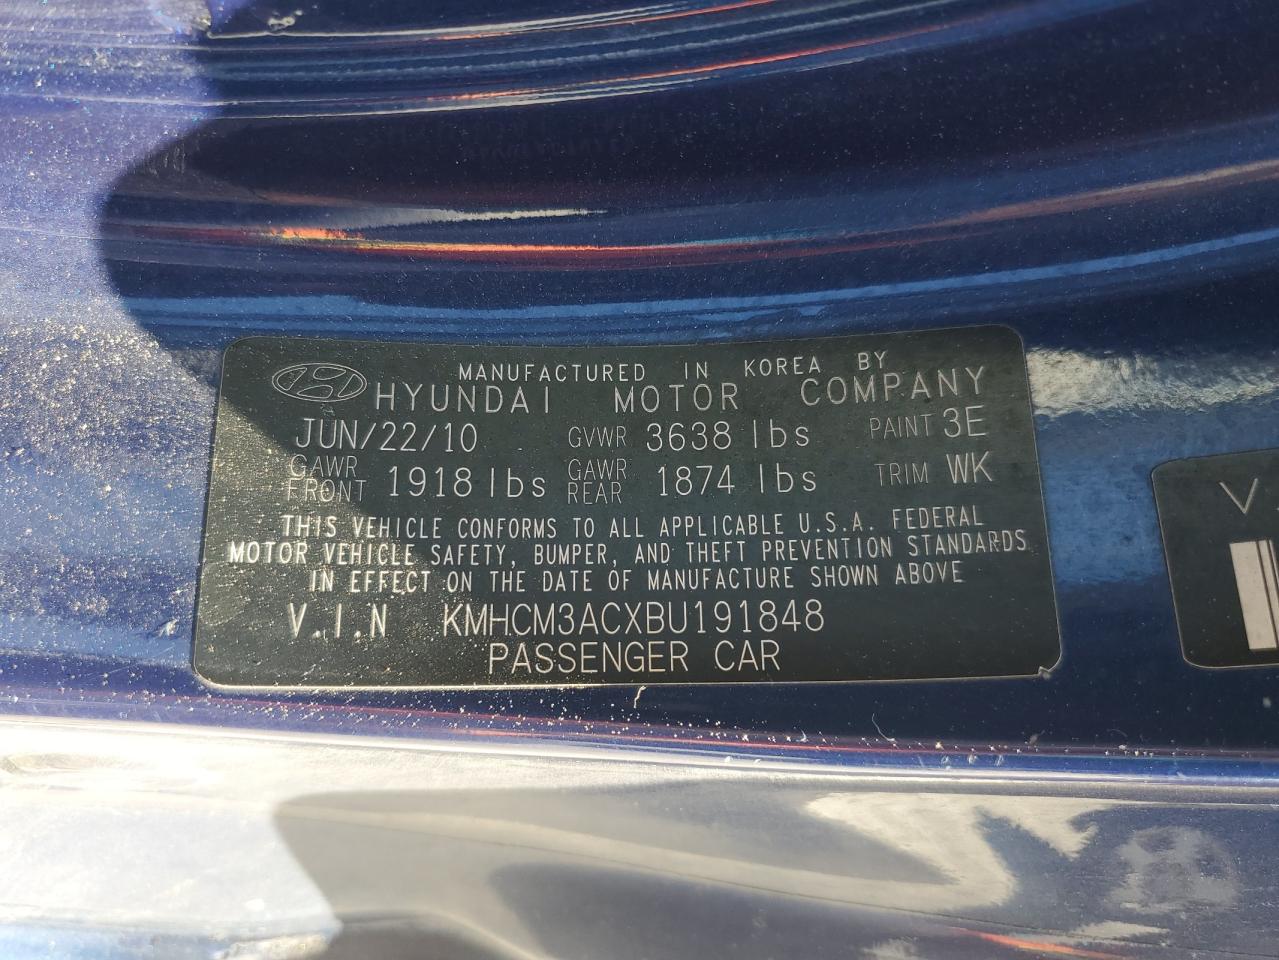 MANUFACTURED IN KOREA BY
HYUNDAI MOTOR COMPANY
JUN/22/10 GVWR 3638 lbs PAINT 3E
GAWR FRONT 1918 lbs GAWR REAR 1874 lbs TRIM WK
THIS VEHICLE CONFORMS TO ALL APPLICABLE U.S.A. FEDERAL
MOTOR VEHICLE SAFETY, BUMPER, AND THEFT PREVENTION STANDARDS
IN EFFECT ON THE DATE OF MANUFACTURE SHOWN ABOVE
V.I.N KMHCM3ACXBU191848
PASSENGER CAR
V